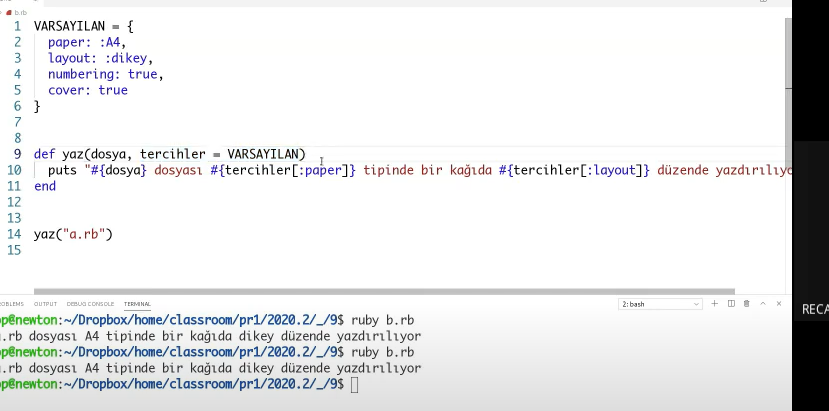 b.rb
1 VARSAYILAN = {
2   paper: :A4,
3   layout: :dikey,
4   numbering: true,
5   cover: true
6 }
7
8
9 def yaz(dosya, tercihler = VARSAYILAN)
10   puts "#{dosya} dosyası #{tercihler[:paper]} tipinde bir kağıda #{tercihler[:layout]} düzende yazdırılıyo
11 end
12
13
14 yaz("a.rb")
15
ROBLEMS OUTPUT DEBUG CONSOLE TERMINAL 2: bash
op@newton:~/Dropbox/home/classroom/pr1/2020.2/_/9$ ruby b.rb
a.rb dosyası A4 tipinde bir kağıda dikey düzende yazdırılıyor
op@newton:~/Dropbox/home/classroom/pr1/2020.2/_/9$ ruby b.rb
a.rb dosyası A4 tipinde bir kağıda dikey düzende yazdırılıyor
op@newton:~/Dropbox/home/classroom/pr1/2020.2/_/9$
RECA